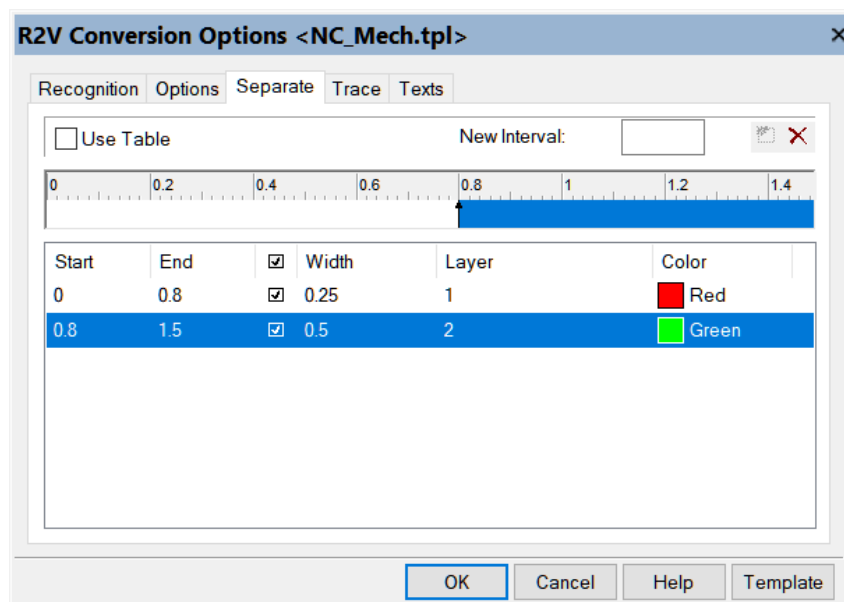 R2V Conversion Options <NC_Mech.tpl>
Recognition Options Separate Trace Texts
Use Table New Interval:
0 0.2 0.4 0.6 0.8 1 1.2 1.4
Start End Width Layer Color
0 0.8 0.25 1 Red
0.8 1.5 0.5 2 Green
OK Cancel Help Template